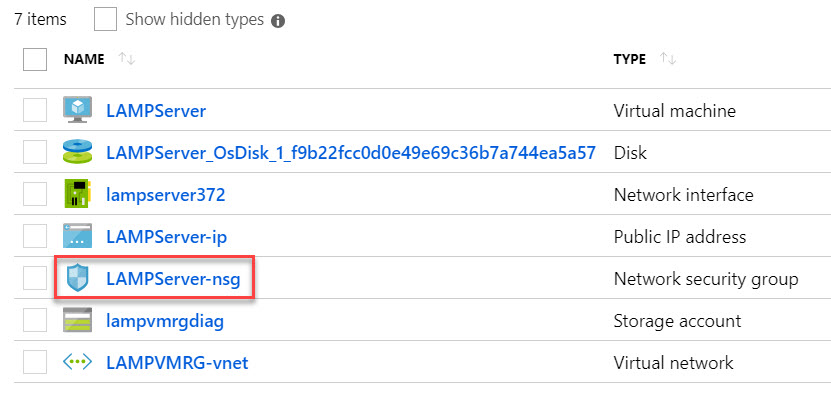 7 items Show hidden types
NAME TYPE
LAMPServer Virtual machine
LAMPServer_OsDisk_1_f9b22fcc0d0e49e69c36b7a744ea5a57 Disk
lampserver372 Network interface
LAMPServer-ip Public IP address
LAMPServer-nsg Network security group
lampvmrgdiag Storage account
LAMPVMRG-vnet Virtual network